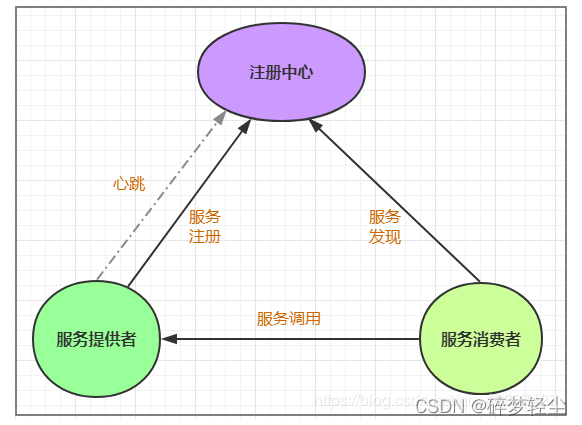 注册中心
心跳
服务
注册
服务
发现
服务调用
服务提供者
服务消费者
CSDN @碎梦轻尘